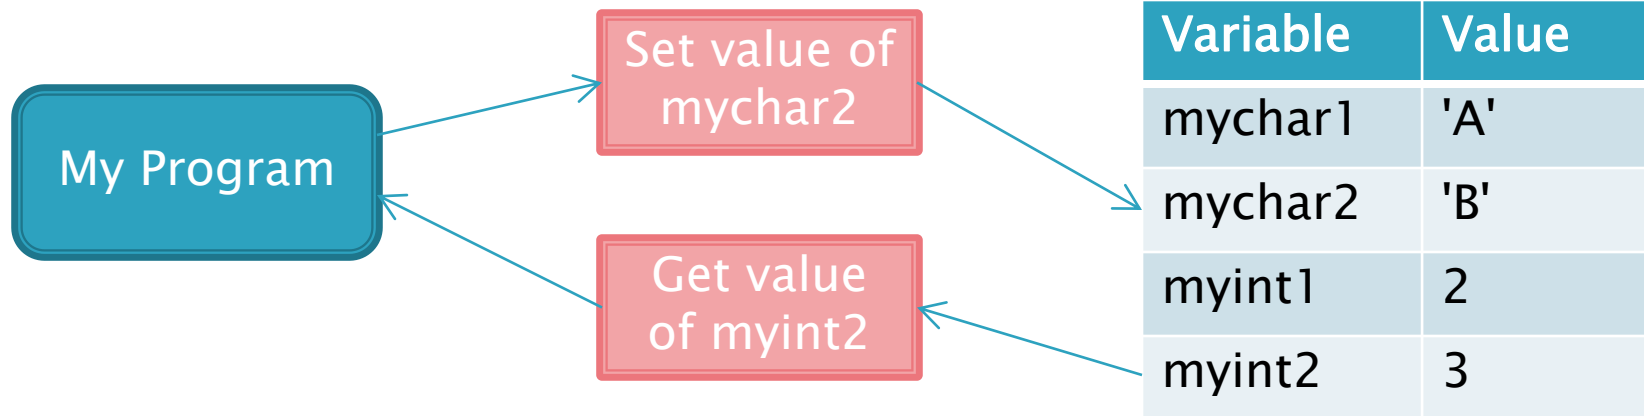 My Program
Set value of
mychar2
Get value
of myint2
Variable Value
mychar1 'A'
mychar2 'B'
myint1 2
myint2 3